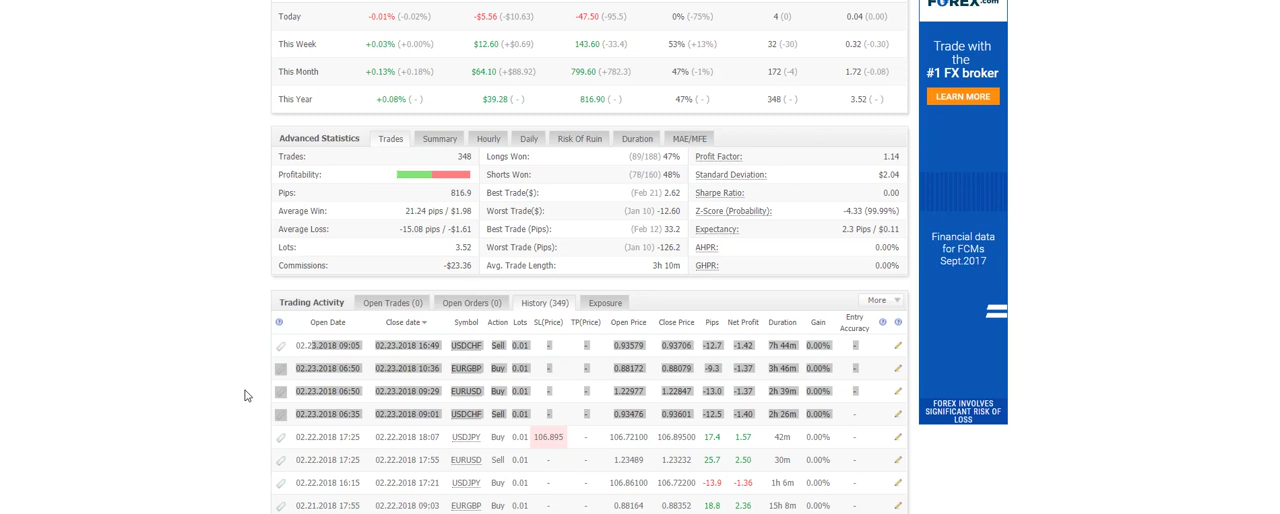 FOREX.com
Today -0.01% (-0.02%) -$5.56 (-$10.63) -47.50 (-95.5) 0% (-75%) 4 (0) 0.04 (0.00)
This Week +0.03% (+0.00%) $12.60 (+$0.69) 143.60 (-33.4) 53% (+13%) 32 (-30) 0.32 (-0.30)
This Month +0.13% (+0.18%) $64.10 (+$88.92) 799.60 (+782.3) 47% (-1%) 172 (-4) 1.72 (-0.08)
This Year +0.08% ( - ) $39.28 ( - ) 816.90 ( - ) 47% ( - ) 348 ( - ) 3.52 ( - )
Advanced Statistics Trades Summary Hourly Daily Risk Of Ruin Duration MAE/MFE
Trades: 348 Longs Won: (89/188) 47% Profit Factor: 1.14
Profitability: Shorts Won: (78/160) 48% Standard Deviation: $2.04
Pips: 816.9 Best Trade($): (Feb 21) 2.62 Sharpe Ratio: 0.00
Average Win: 21.24 pips / $1.98 Worst Trade($): (Jan 10) -12.60 Z-Score (Probability): -4.33 (99.99%)
Average Loss: -15.08 pips / -$1.61 Best Trade (Pips): (Feb 12) 33.2 Expectancy: 2.3 Pips / $0.11
Lots: 3.52 Worst Trade (Pips): (Jan 10) -126.2 AHPR: 0.00%
Commissions: -$23.36 Avg. Trade Length: 3h 10m GHPR: 0.00%
Trading Activity Open Trades (0) Open Orders (0) History (349) Exposure More
Open Date Close date Symbol Action Lots SL(Price) TP(Price) Open Price Close Price Pips Net Profit Duration Gain Entry Accuracy
02.23.2018 09:05 02.23.2018 16:49 USDCHF Sell 0.01 - - 0.93579 0.93706 -12.7 -1.42 7h 44m 0.00% -
02.23.2018 06:50 02.23.2018 10:36 EURGBP Buy 0.01 - - 0.88172 0.88079 -9.3 -1.37 3h 46m 0.00% -
02.23.2018 06:50 02.23.2018 09:29 EURUSD Buy 0.01 - - 1.22977 1.22847 -13.0 -1.37 2h 39m 0.00% -
02.23.2018 06:35 02.23.2018 09:01 USDCHF Sell 0.01 - - 0.93476 0.93601 -12.5 -1.40 2h 26m 0.00% -
02.22.2018 17:25 02.22.2018 18:07 USDJPY Buy 0.01 106.895 - 106.72100 106.89500 17.4 1.57 42m 0.00% -
02.22.2018 17:25 02.22.2018 17:55 EURUSD Sell 0.01 - - 1.23489 1.23232 25.7 2.50 30m 0.00% -
02.22.2018 16:15 02.22.2018 17:21 USDJPY Buy 0.01 - - 106.86100 106.72200 -13.9 -1.36 1h 6m 0.00% -
02.21.2018 17:55 02.22.2018 09:03 EURGBP Buy 0.01 - - 0.88164 0.88352 18.8 2.36 15h 8m 0.00% -
Trade with
the
#1 FX broker
LEARN MORE
Financial data
for FCMs
Sept.2017
FOREX INVOLVES
SIGNIFICANT RISK OF
LOSS